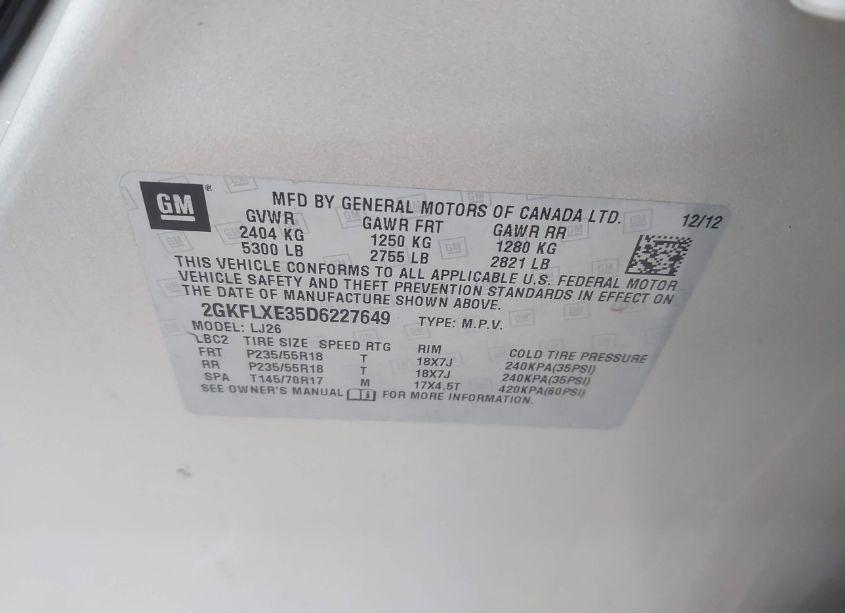 GM
MFD BY GENERAL MOTORS OF CANADA LTD. 12/12
GVWR GAWR FRT GAWR RR
2404 KG 1250 KG 1280 KG
5300 LB 2755 LB 2821 LB
THIS VEHICLE CONFORMS TO ALL APPLICABLE U.S. FEDERAL MOTOR
VEHICLE SAFETY AND THEFT PREVENTION STANDARDS IN EFFECT ON
THE DATE OF MANUFACTURE SHOWN ABOVE.
2GKFLXE35D6227649 TYPE: M.P.V.
MODEL: LJ26
LBC2 TIRE SIZE SPEED RTG RIM COLD TIRE PRESSURE
FRT P235/55R18 T 18X7J 240KPA(35PSI)
RR P235/55R18 T 18X7J 240KPA(35PSI)
SPA T145/70R17 M 17X4.5T 420KPA(60PSI)
SEE OWNER'S MANUAL FOR MORE INFORMATION.